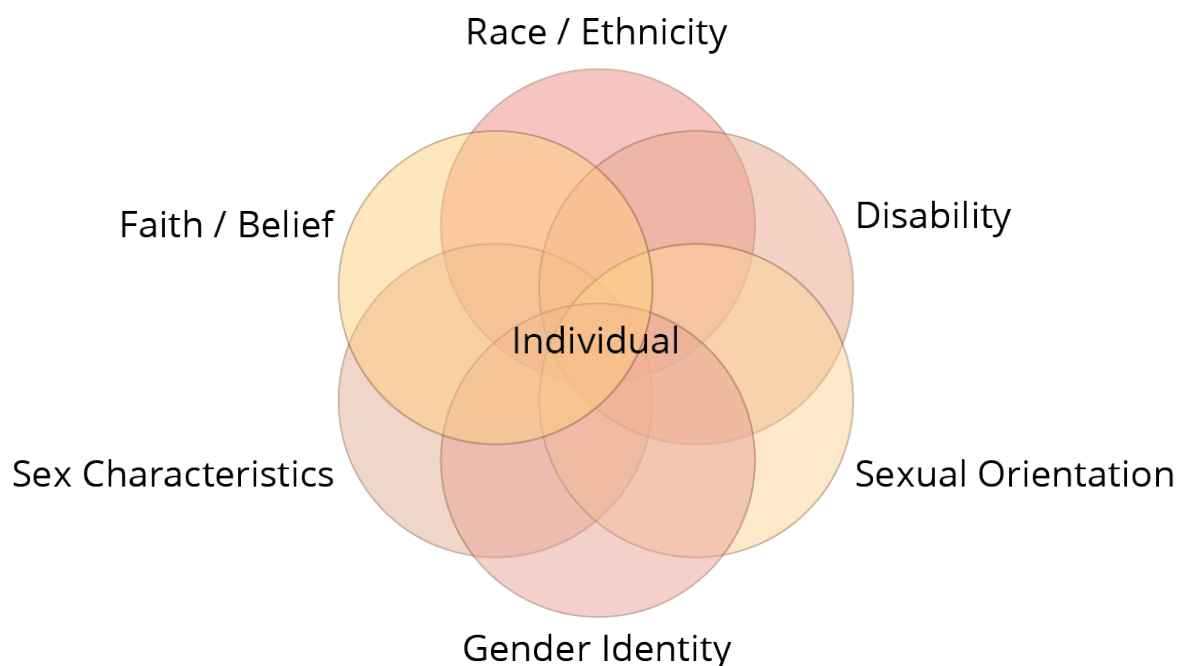 Race / Ethnicity
Faith / Belief
Disability
Individual
Sex Characteristics
Sexual Orientation
Gender Identity